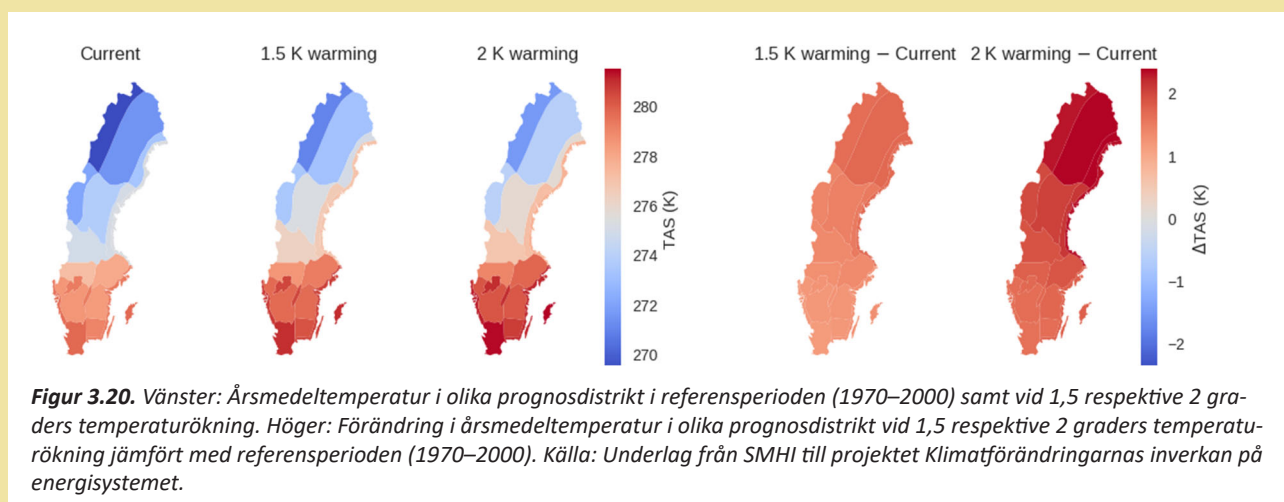 Current
1.5 K warming
2 K warming
1.5 K warming − Current
2 K warming − Current
280
278
276
274
272
270
TAS (K)
2
1
0
−1
−2
ΔTAS (K)
Figur 3.20. Vänster: Årsmedeltemperatur i olika prognosdistrikt i referensperioden (1970–2000) samt vid 1,5 respektive 2 gra-
ders temperaturökning. Höger: Förändring i årsmedeltemperatur i olika prognosdistrikt vid 1,5 respektive 2 graders temperatu-
rökning jämfört med referensperioden (1970–2000). Källa: Underlag från SMHI till projektet Klimatförändringarnas inverkan på
energisystemet.